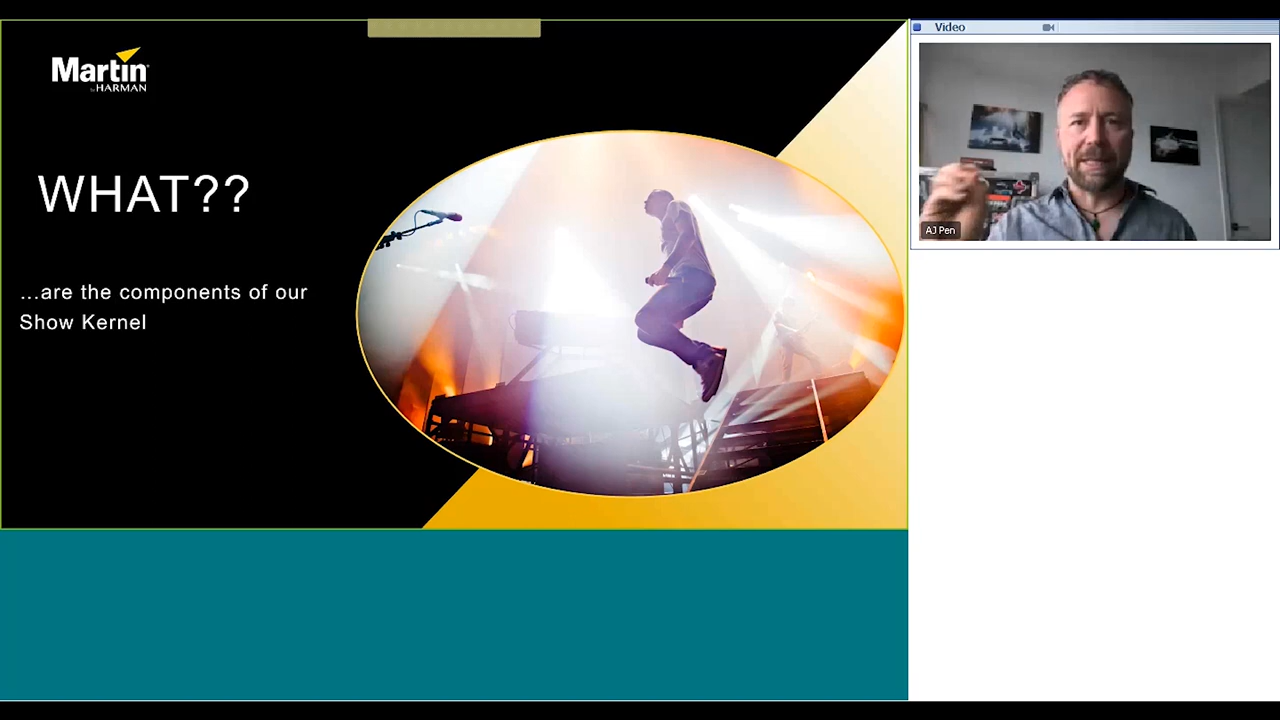 Martin
by HARMAN
WHAT??
...are the components of our
Show Kernel
Video
AJ Pen